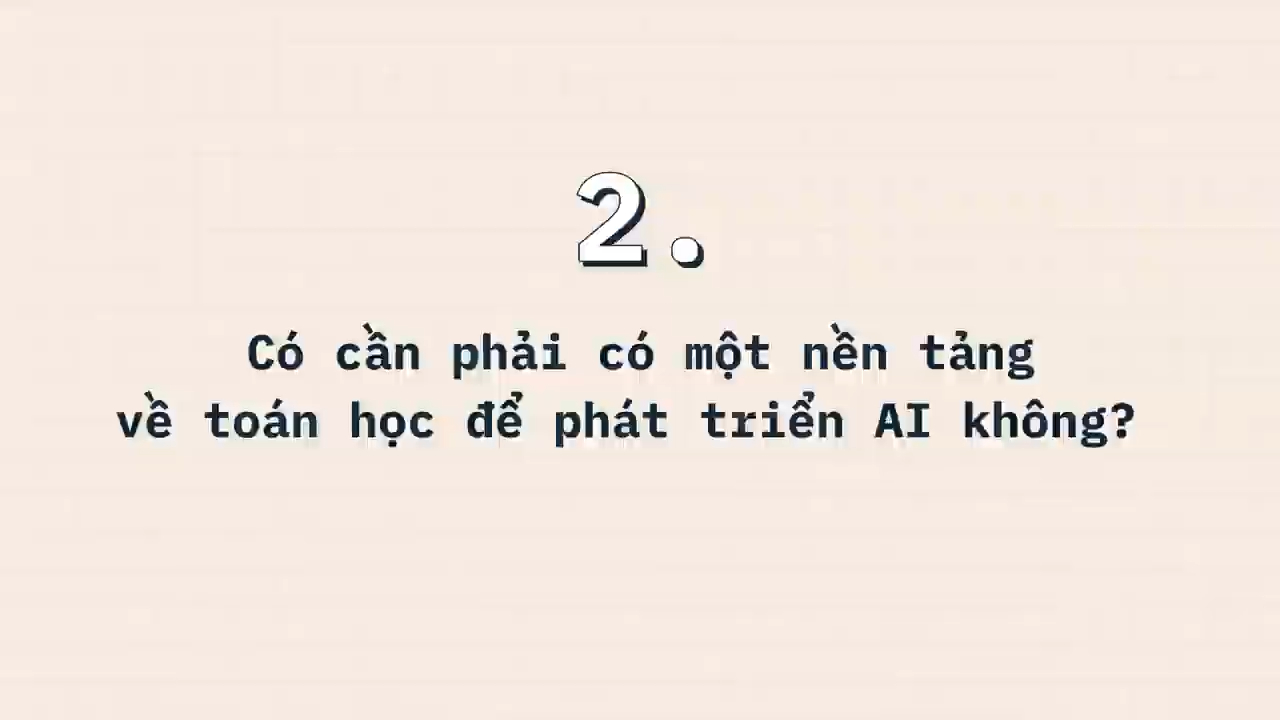 2.
Có cần phải có một nền tảng
về toán học để phát triển AI không?